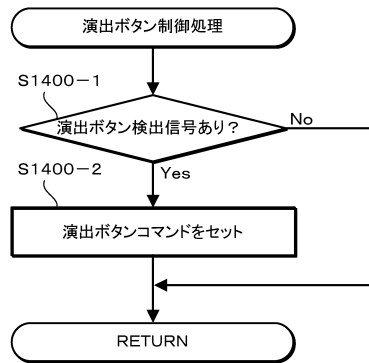 演出ボタン制御処理
S1400-1
演出ボタン検出信号あり?
No
Yes
S1400-2
演出ボタンコマンドをセット
RETURN